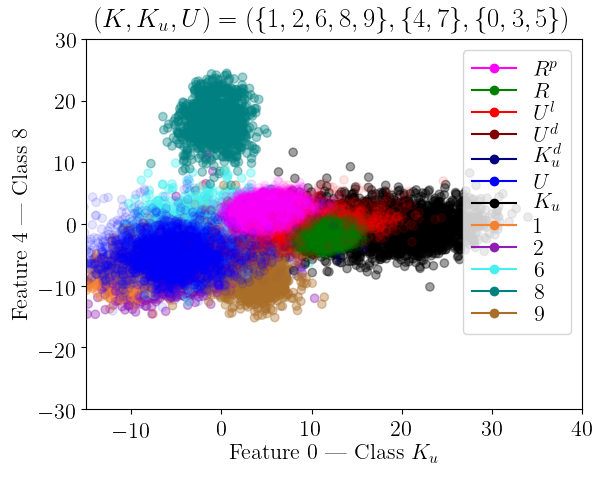 (K, K_u, U) = ({1, 2, 6, 8, 9}, {4, 7}, {0, 3, 5})
30
20
10
0
−10
−20
−30
Feature 4 — Class 8
R^p
R
U^l
U^d
K_u^d
U
K_u
1
2
6
8
9
−10
0
10
20
30
40
Feature 0 — Class K_u